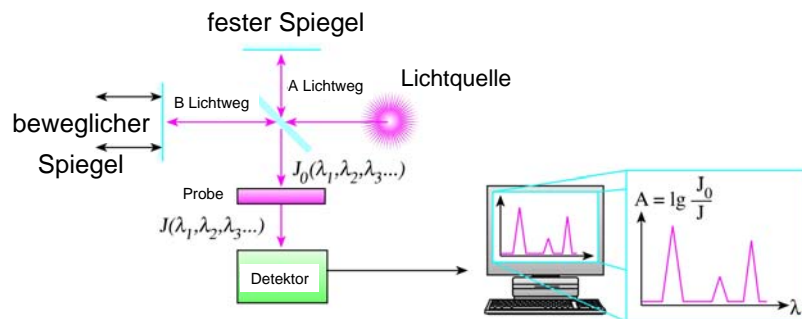 fester Spiegel
A Lichtweg
Lichtquelle
B Lichtweg
beweglicher
Spiegel
J₀(λ₁,λ₂,λ₃...)
Probe
J(λ₁,λ₂,λ₃...)
Detektor
A = lg J₀/J
λ